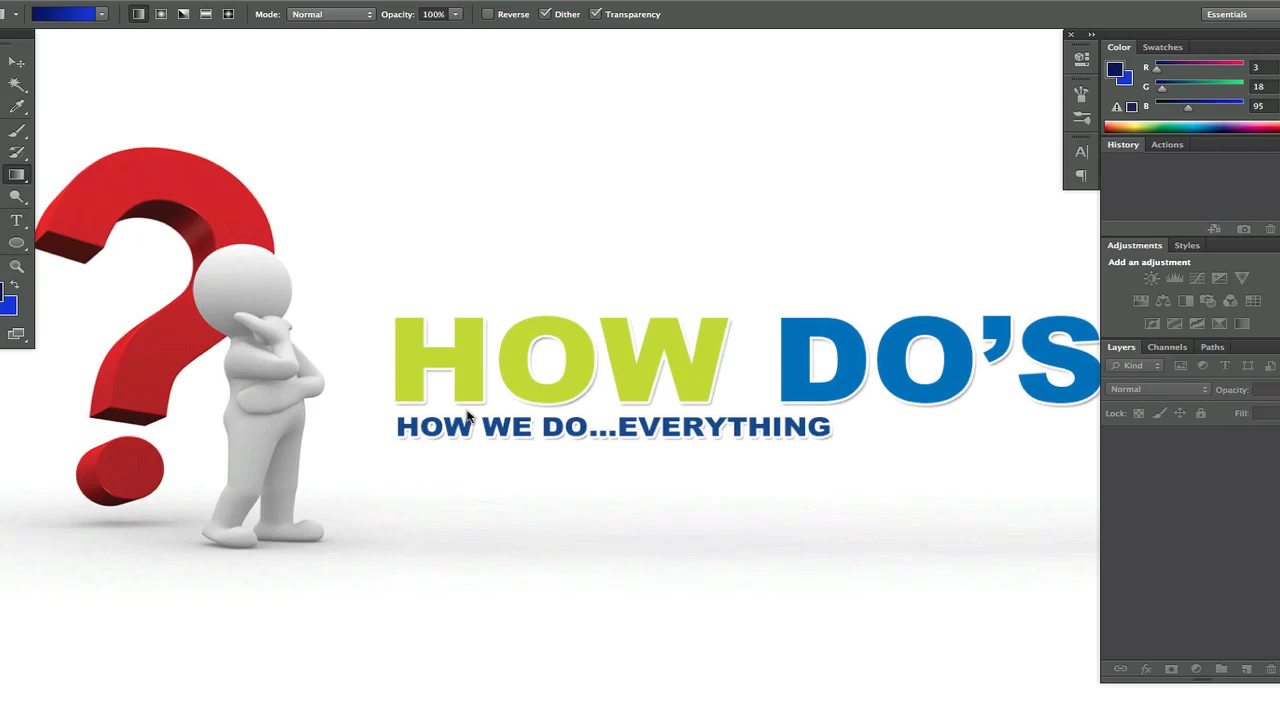 Mode: Normal Opacity: 100% Reverse Dither Transparency Essentials
Color Swatches
R 3
G 18
B 95
History Actions
Adjustments Styles
Add an adjustment
HOW DO'S
HOW WE DO...EVERYTHING
Layers Channels Paths
Kind
Normal Opacity:
Lock: Fill: